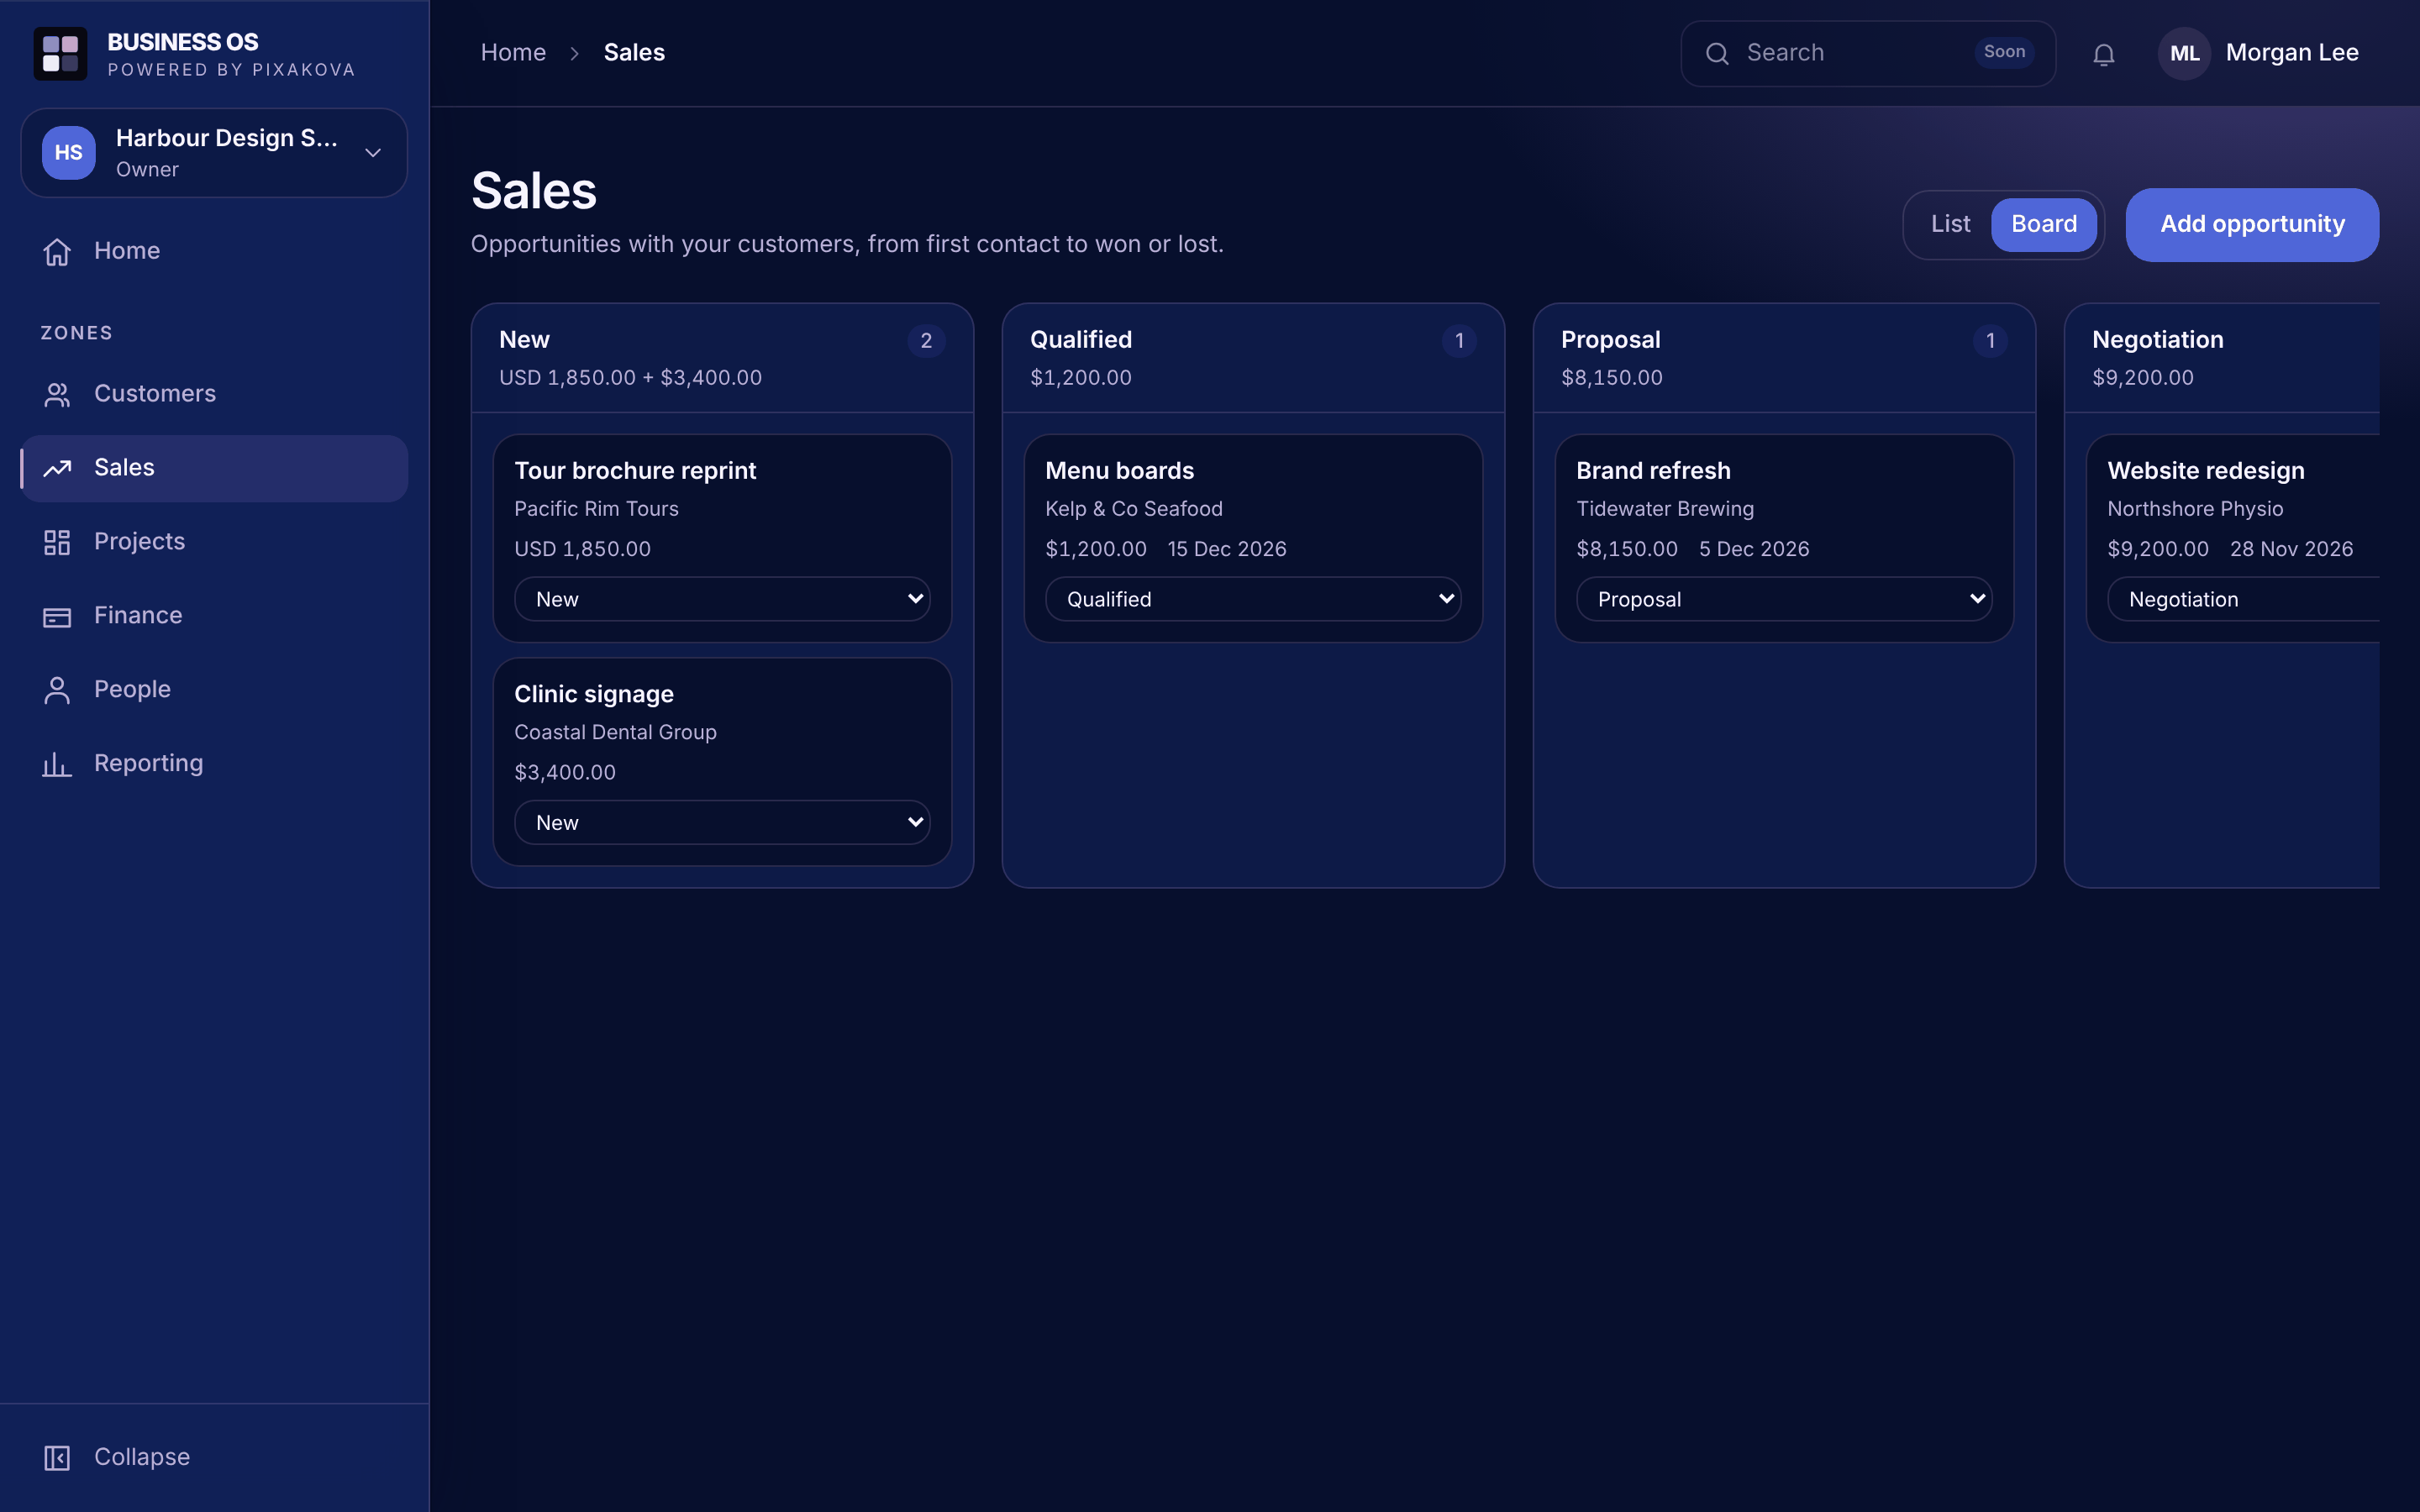 BUSINESS OS
POWERED BY PIXAKOVA
HS
Harbour Design S...
Owner
Home
ZONES
Customers
Sales
Projects
Finance
People
Reporting
Collapse
Home > Sales
Search
Soon
ML
Morgan Lee
Sales
Opportunities with your customers, from first contact to won or lost.
List
Board
Add opportunity
New
2
USD 1,850.00 + $3,400.00
Tour brochure reprint
Pacific Rim Tours
USD 1,850.00
New
Clinic signage
Coastal Dental Group
$3,400.00
New
Qualified
1
$1,200.00
Menu boards
Kelp & Co Seafood
$1,200.00 15 Dec 2026
Qualified
Proposal
1
$8,150.00
Brand refresh
Tidewater Brewing
$8,150.00 5 Dec 2026
Proposal
Negotiation
$9,200.00
Website redesign
Northshore Physio
$9,200.00 28 Nov 2026
Negotiation